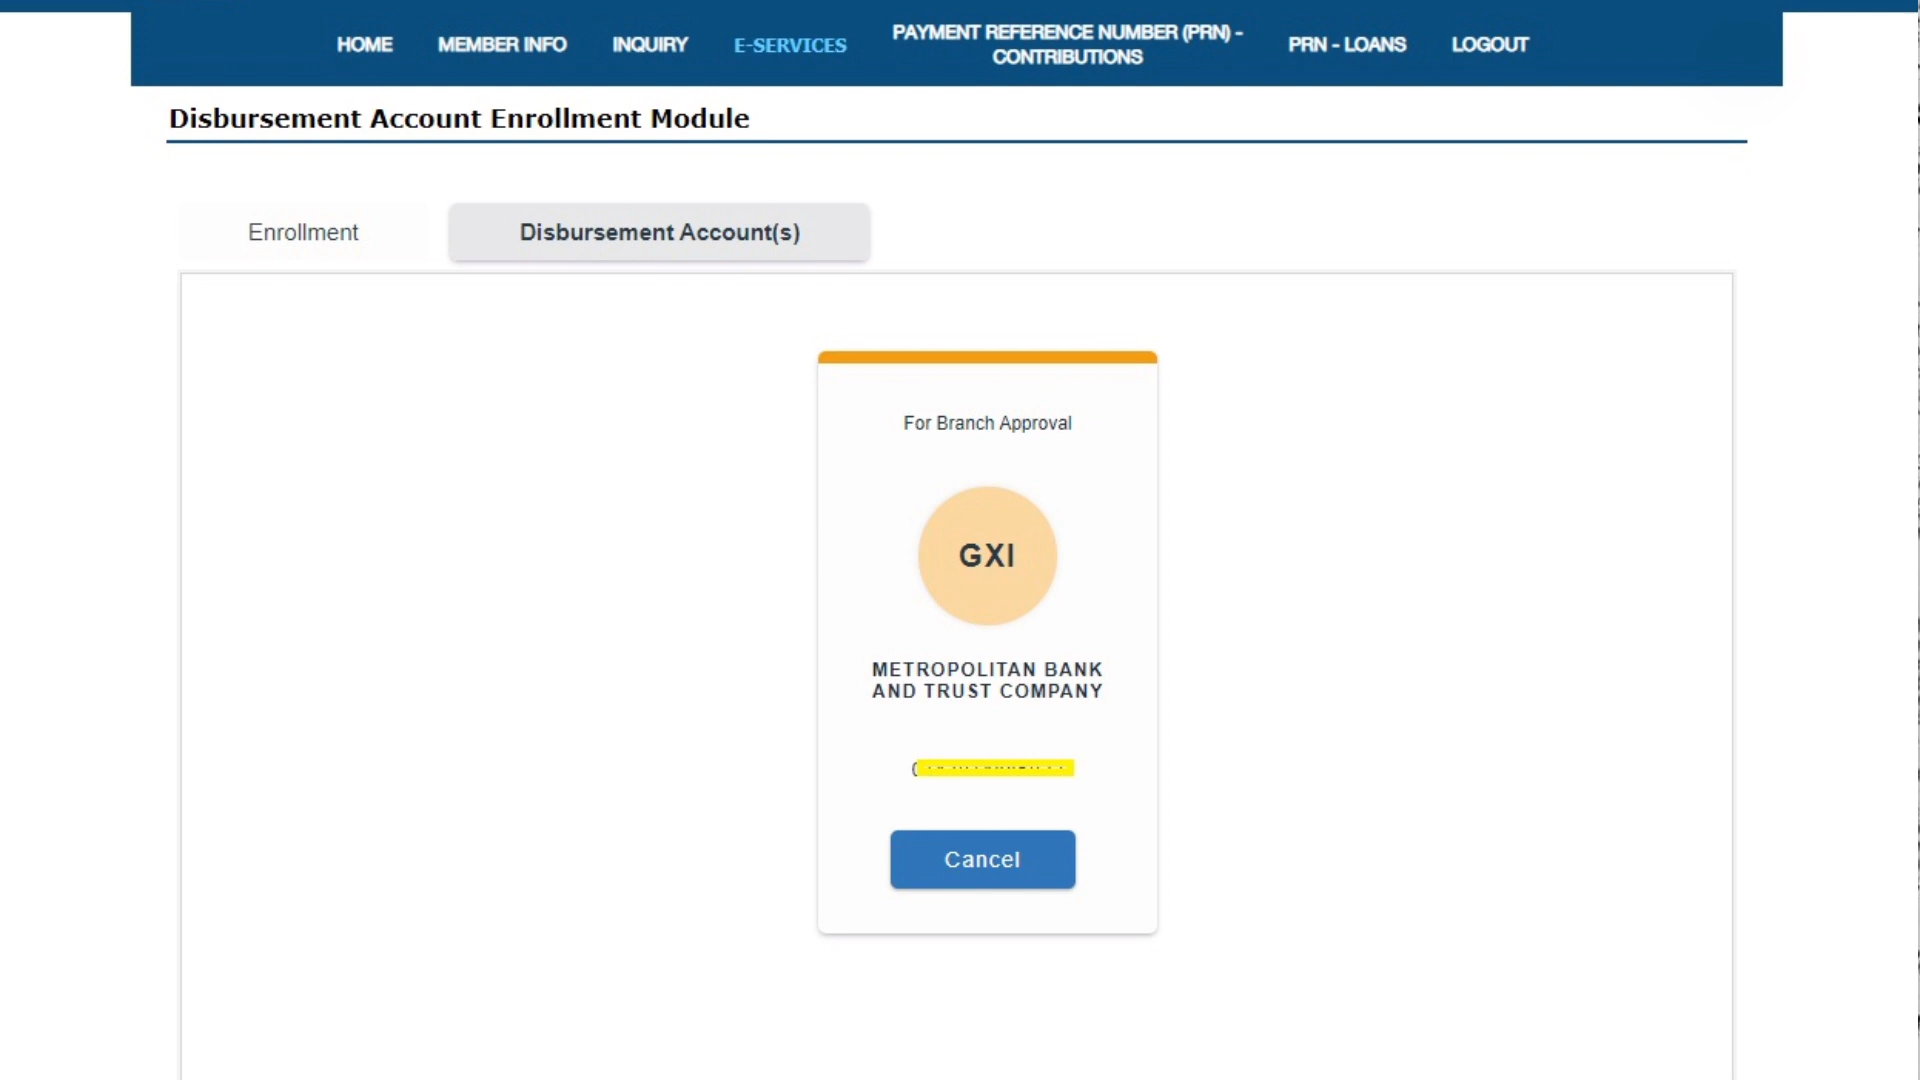 HOME
MEMBER INFO
INQUIRY
E-SERVICES
PAYMENT REFERENCE NUMBER (PRN) -
CONTRIBUTIONS
PRN - LOANS
LOGOUT
Disbursement Account Enrollment Module
Enrollment
Disbursement Account(s)
For Branch Approval
GXI
METROPOLITAN BANK
AND TRUST COMPANY
Cancel